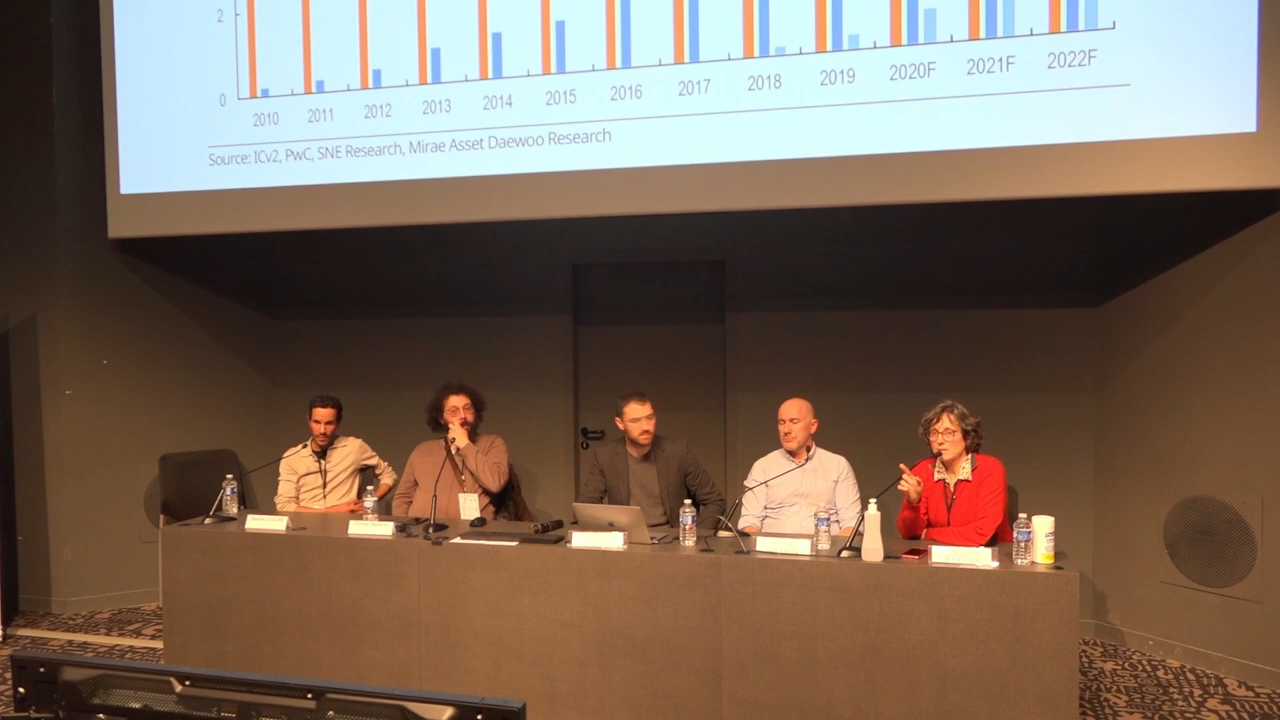 2
0
2010 2011 2012 2013 2014 2015 2016 2017 2018 2019 2020F 2021F 2022F
Source: ICv2, PwC, SNE Research, Mirae Asset Daewoo Research